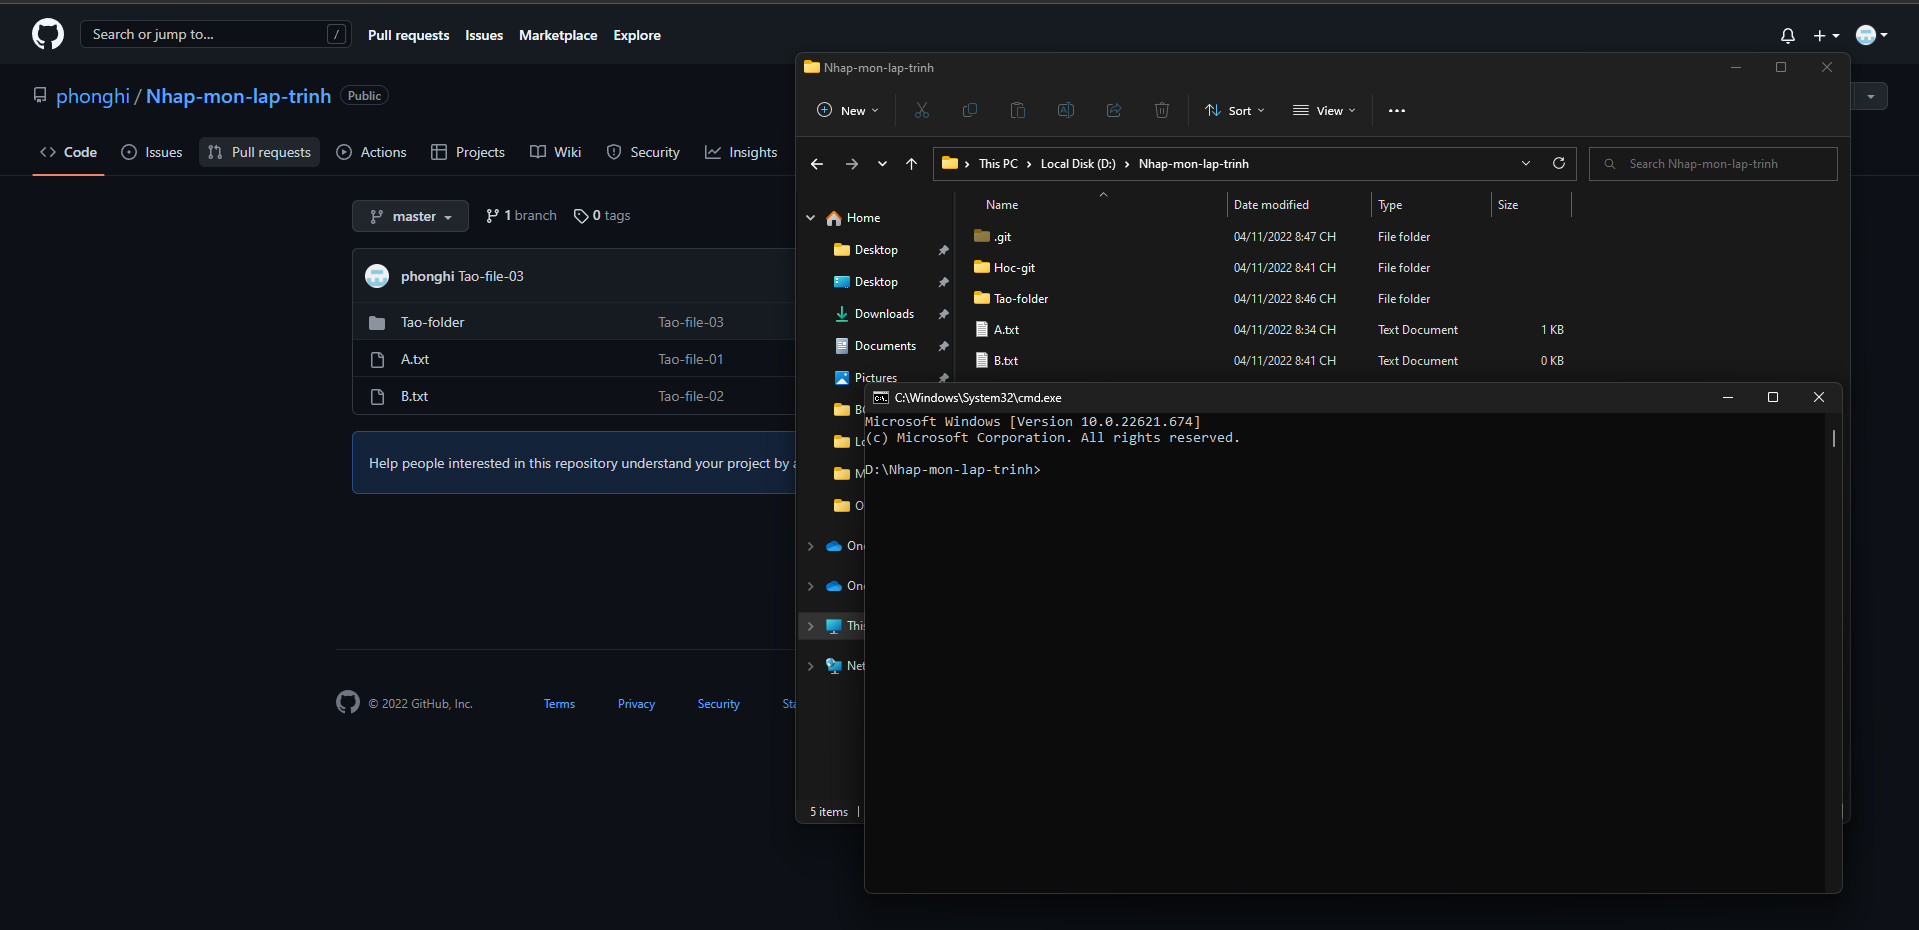 Search or jump to... /
Pull requests Issues Marketplace Explore
phonghi / Nhap-mon-lap-trinh Public
Code Issues Pull requests Actions Projects Wiki Security Insights
master 1 branch 0 tags
phonghi Tao-file-03
Tao-folder Tao-file-03
A.txt Tao-file-01
B.txt Tao-file-02
Help people interested in this repository understand your project by
© 2022 GitHub, Inc. Terms Privacy Security
Nhap-mon-lap-trinh
New Sort View
This PC › Local Disk (D:) › Nhap-mon-lap-trinh
Search Nhap-mon-lap-trinh
Home
Desktop
Desktop
Downloads
Documents
Pictures
Name Date modified Type Size
.git 04/11/2022 8:47 CH File folder
Hoc-git 04/11/2022 8:41 CH File folder
Tao-folder 04/11/2022 8:46 CH File folder
A.txt 04/11/2022 8:34 CH Text Document 1 KB
B.txt 04/11/2022 8:41 CH Text Document 0 KB
5 items
C:\Windows\System32\cmd.exe
Microsoft Windows [Version 10.0.22621.674]
(c) Microsoft Corporation. All rights reserved.
D:\Nhap-mon-lap-trinh>